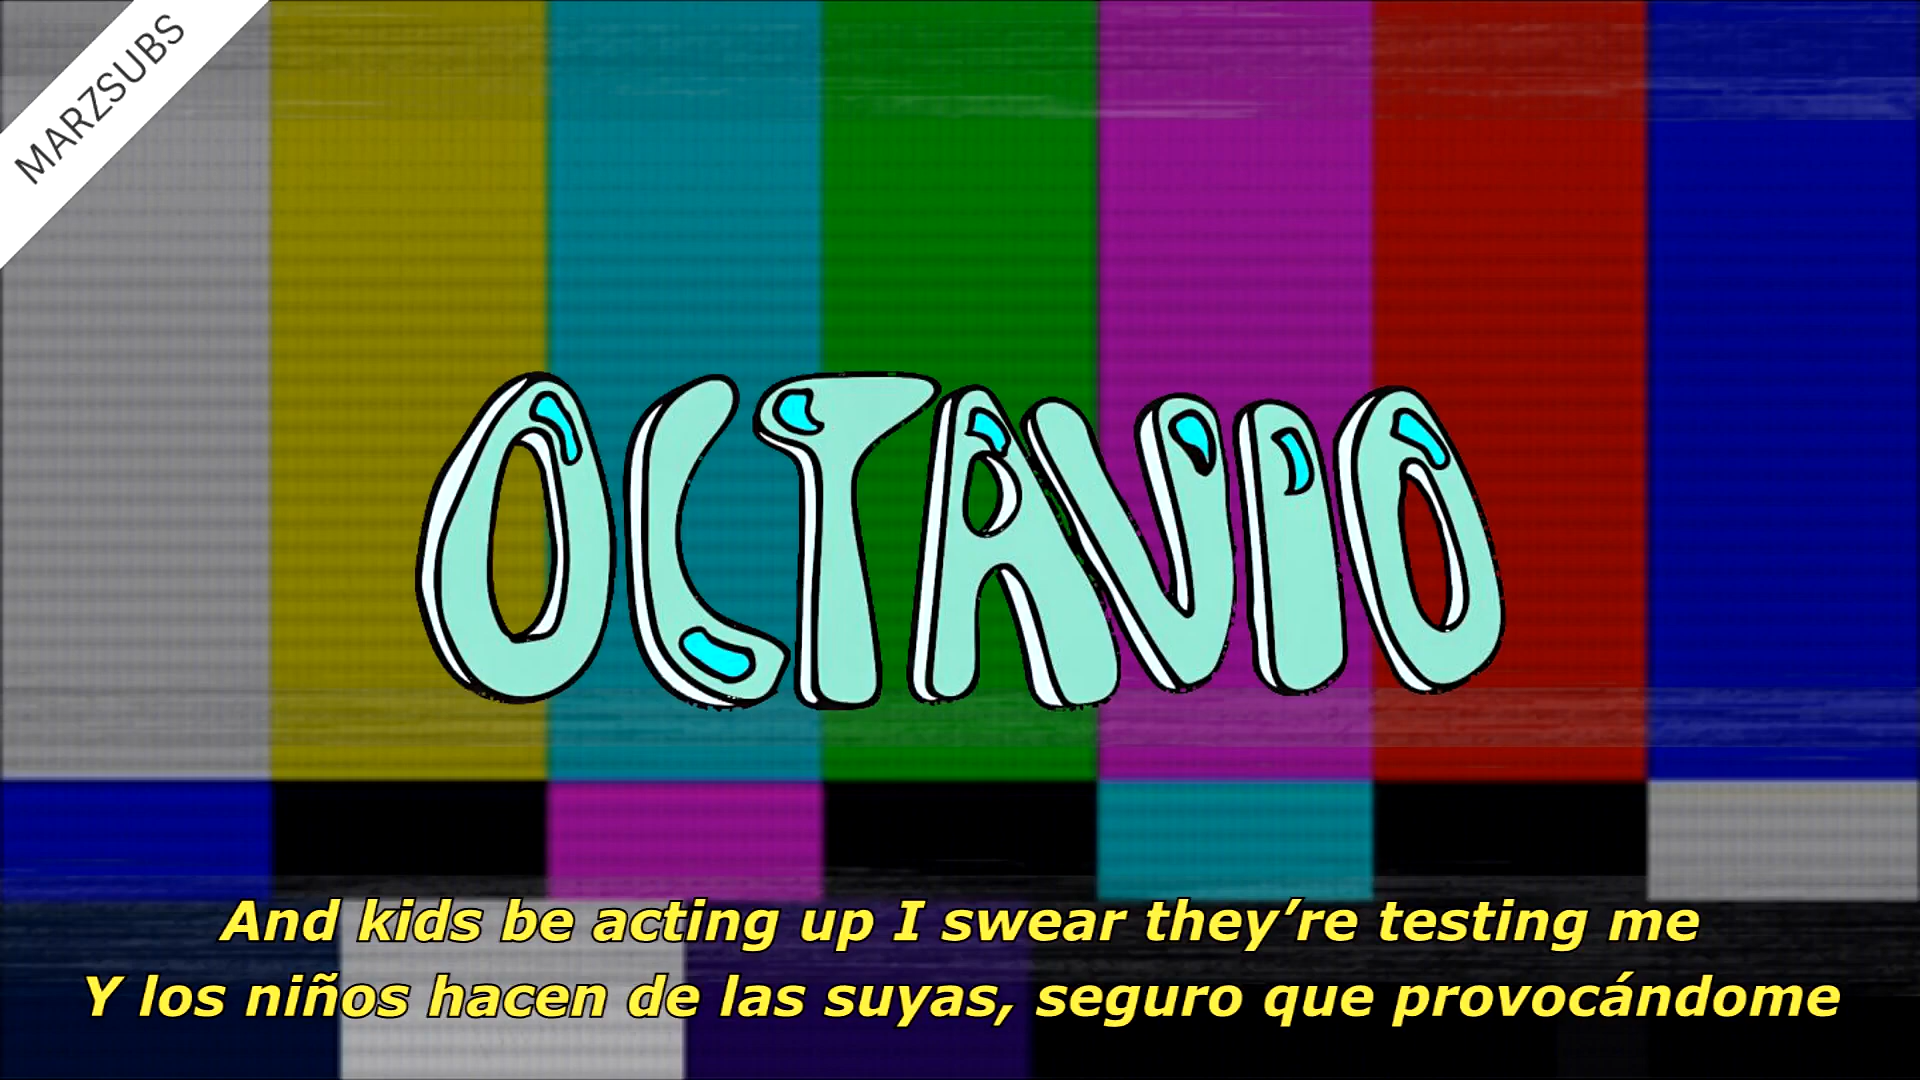 MARZSUBS
OCTAVIO
And kids be acting up I swear they’re testing me
Y los niños hacen de las suyas, seguro que provocándome